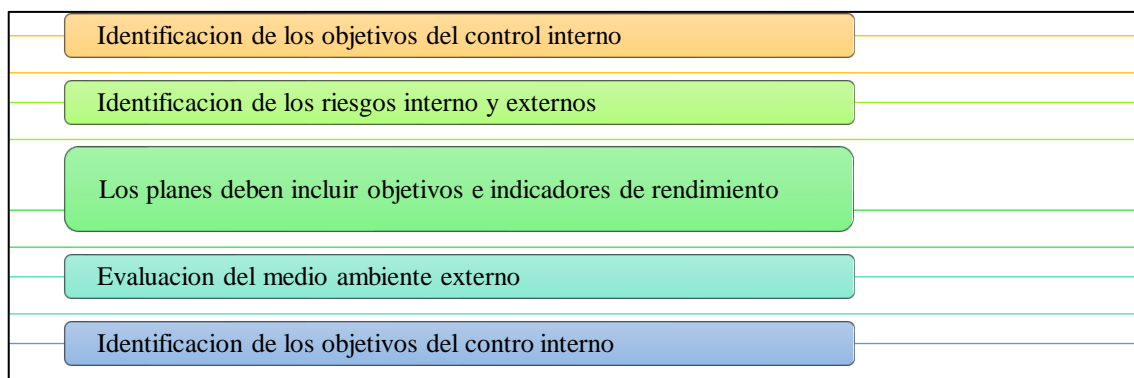 Identificacion de los objetivos del control interno
Identificacion de los riesgos interno y externos
Los planes deben incluir objetivos e indicadores de rendimiento
Evaluacion del medio ambiente externo
Identificacion de los objetivos del contro interno